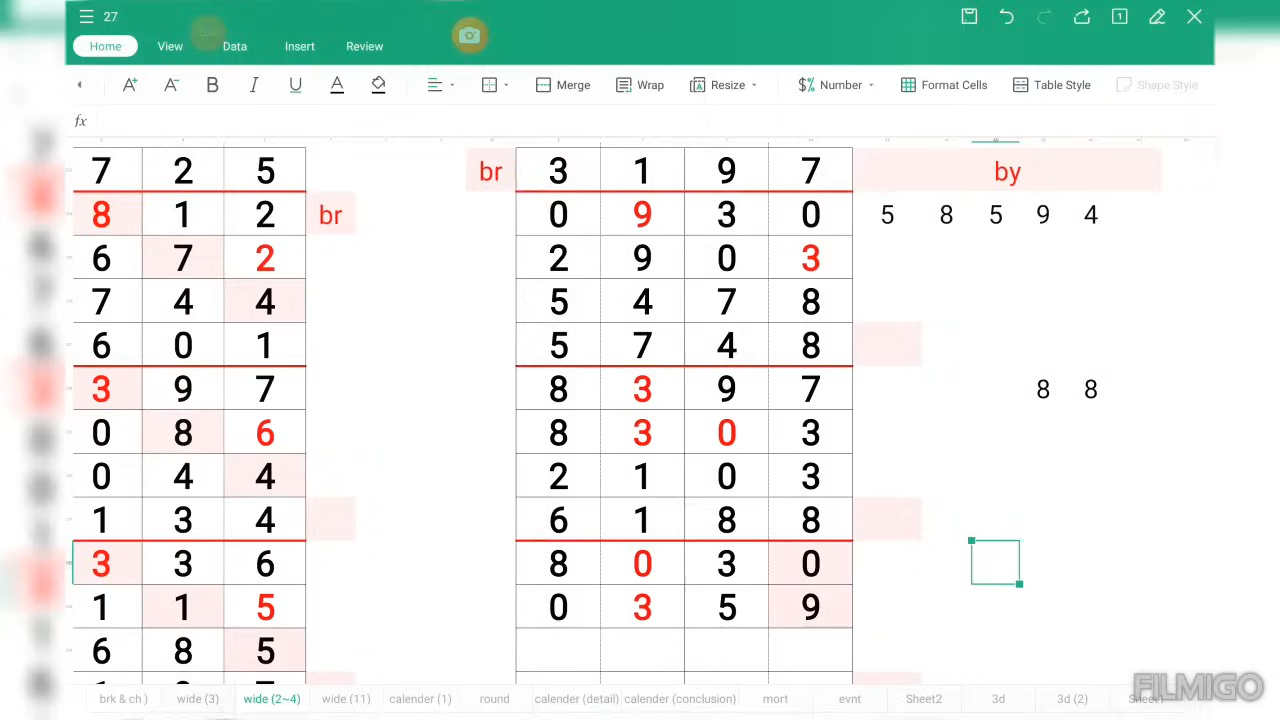 27
1
Home View Data Insert Review
A+ A- B I U A Merge Wrap Resize $% Number Format Cells Table Style Shape Style
fx
7 2 5 br 3 1 9 7 by
8 1 2 br 0 9 3 0 5 8 5 9 4
6 7 2 2 9 0 3
7 4 4 5 4 7 8
6 0 1 5 7 4 8
3 9 7 8 3 9 7 8 8
0 8 6 8 3 0 3
0 4 4 2 1 0 3
1 3 4 6 1 8 8
3 3 6 8 0 3 0
1 1 5 0 3 5 9
6 8 5
brk & ch ) wide (3) wide (2~4) wide (11) calender (1) round calender (detail) calender (conclusion) mort evnt Sheet2 3d 3d (2) Sheet1
FILMIGO